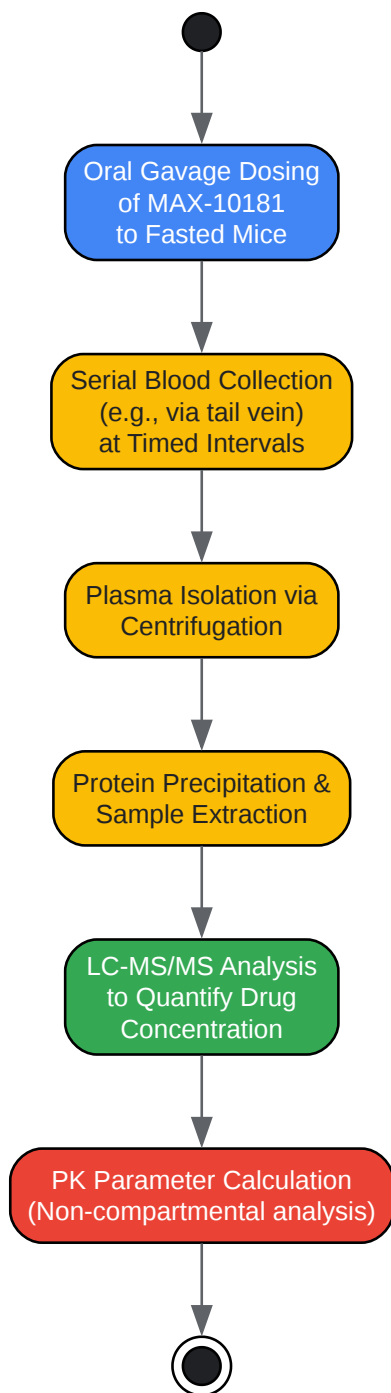 Oral Gavage Dosing
of MAX-10181
to Fasted Mice
Serial Blood Collection
(e.g., via tail vein)
at Timed Intervals
Plasma Isolation via
Centrifugation
Protein Precipitation &
Sample Extraction
LC-MS/MS Analysis
to Quantify Drug
Concentration
PK Parameter Calculation
(Non-compartmental analysis)